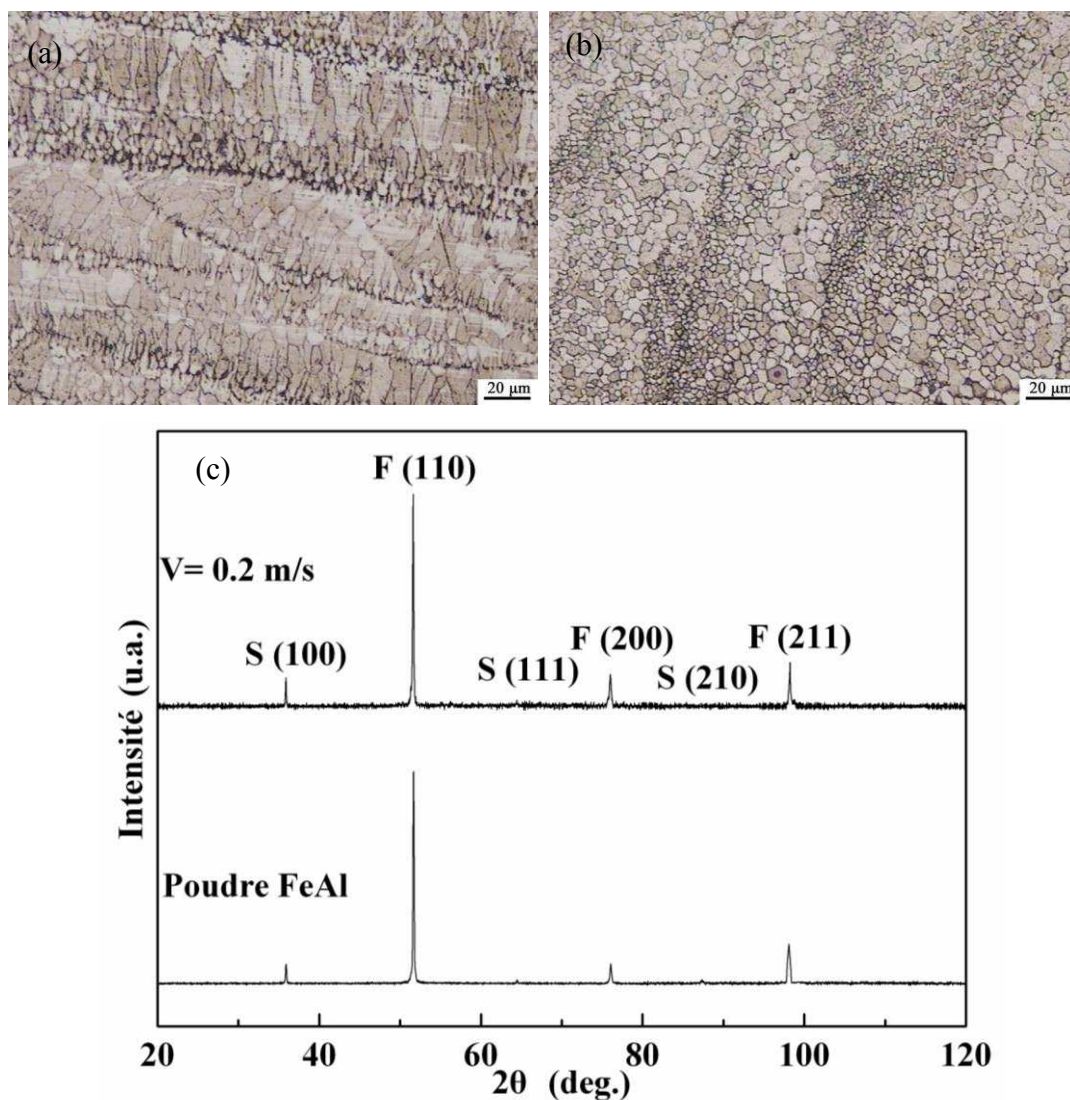 (a)
(b)
20 μm
20 μm
(c)
F (110)
V= 0.2 m/s
S (100)
S (111)
F (200)
S (210)
F (211)
Intensité (u.a.)
Poudre FeAl
20
40
60
80
100
120
2θ (deg.)